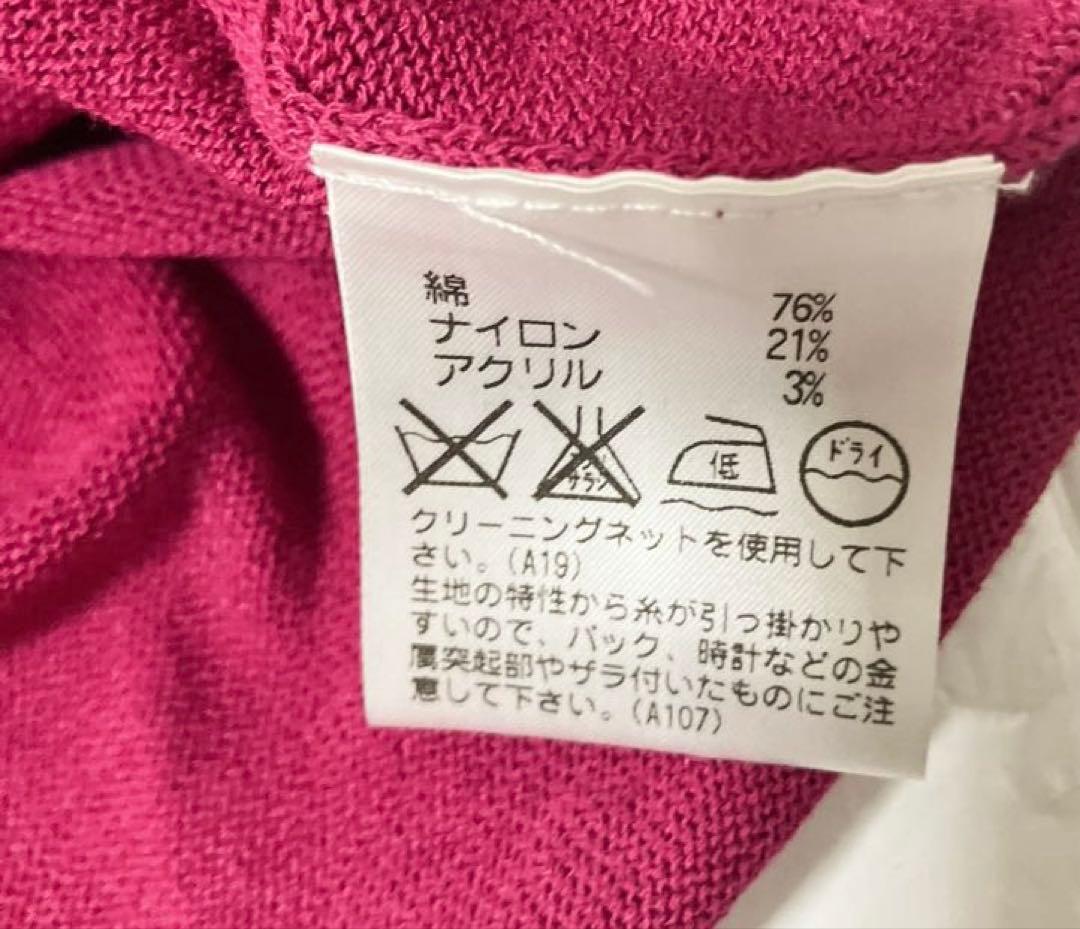 綿 76%
ナイロン 21%
アクリル 3%
低 ドライ
クリーニングネットを使用して下
さい。(A19)
生地の特性から糸が引っ掛かりや
すいので、バック、時計などの金
属突起部やザラ付いたものにご注
意して下さい。(A107)